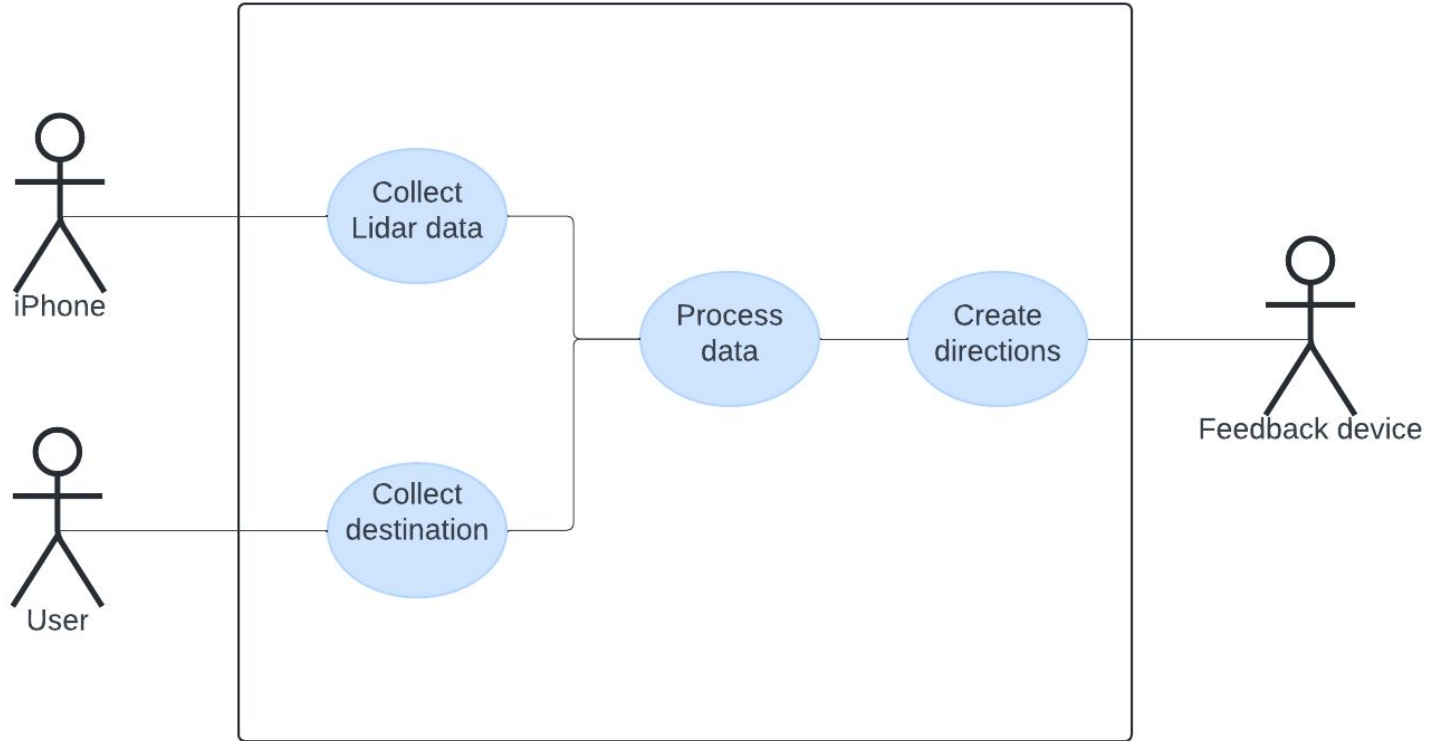 Collect
Lidar data
iPhone
Process
data
Create
directions
Feedback device
Collect
destination
User